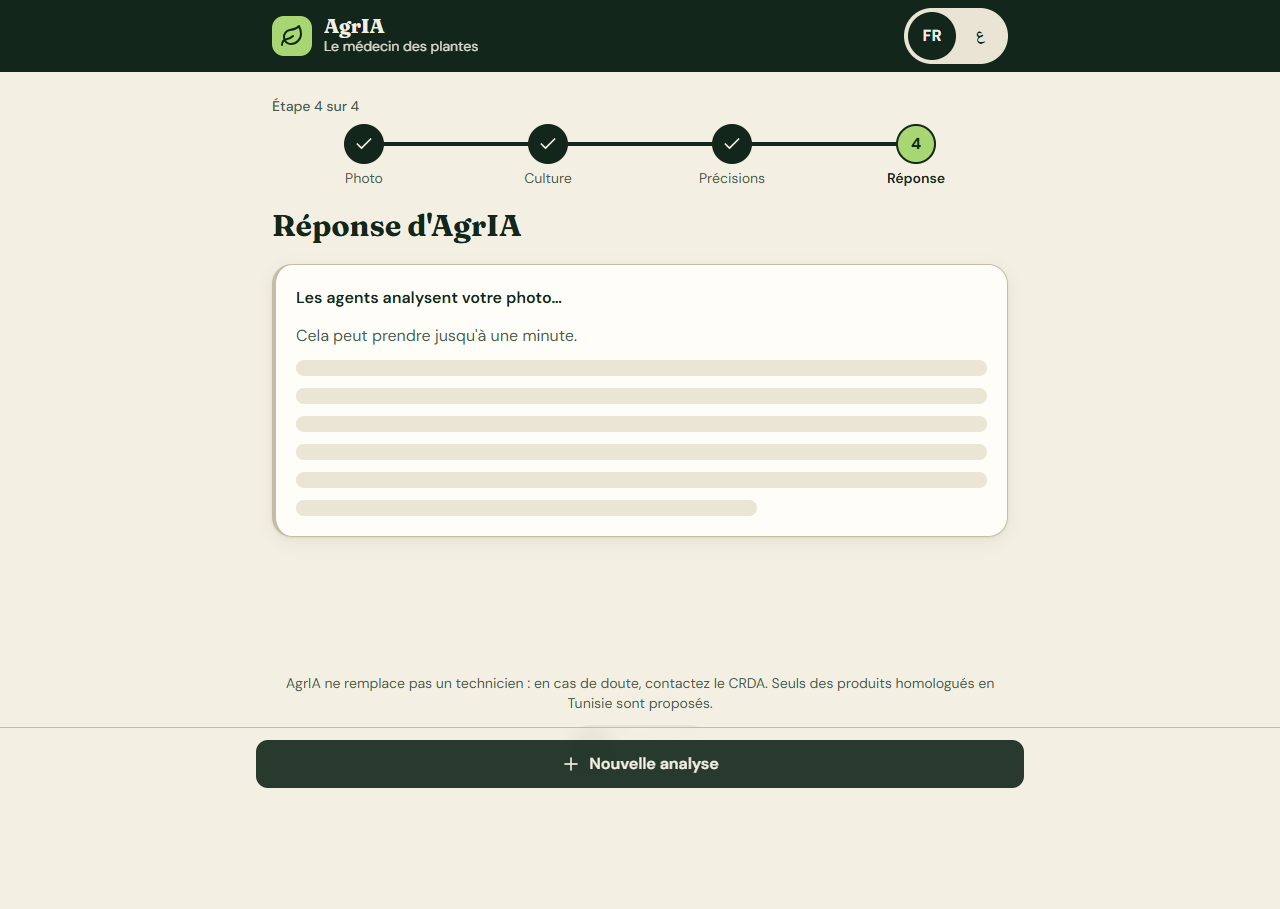 AgrIA
Le médecin des plantes
FR
ع
Étape 4 sur 4
4
Photo
Culture
Précisions
Réponse
Réponse d'AgrIA
Les agents analysent votre photo…
Cela peut prendre jusqu'à une minute.
AgrIA ne remplace pas un technicien : en cas de doute, contactez le CRDA. Seuls des produits homologués en
Tunisie sont proposés.
Nouvelle analyse